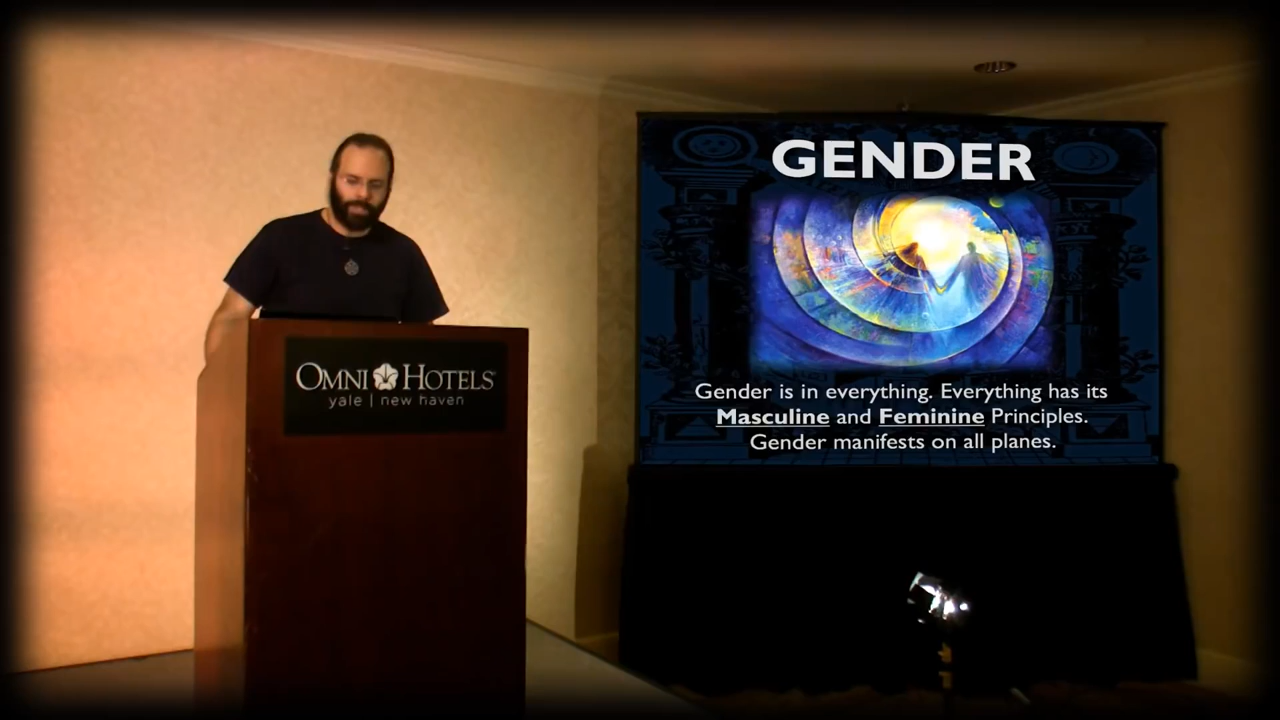 OMNI HOTELS
yale | new haven
GENDER
Gender is in everything. Everything has its
Masculine and Feminine Principles.
Gender manifests on all planes.